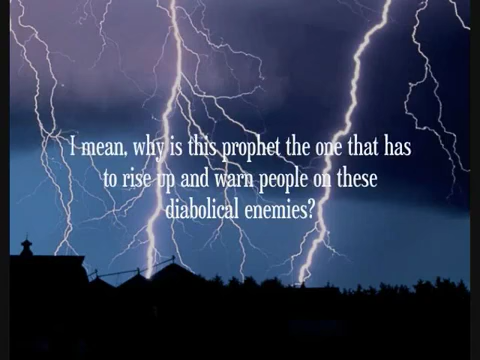 I mean, why is this prophet the one that has
to rise up and warn people on these
diabolical enemies?